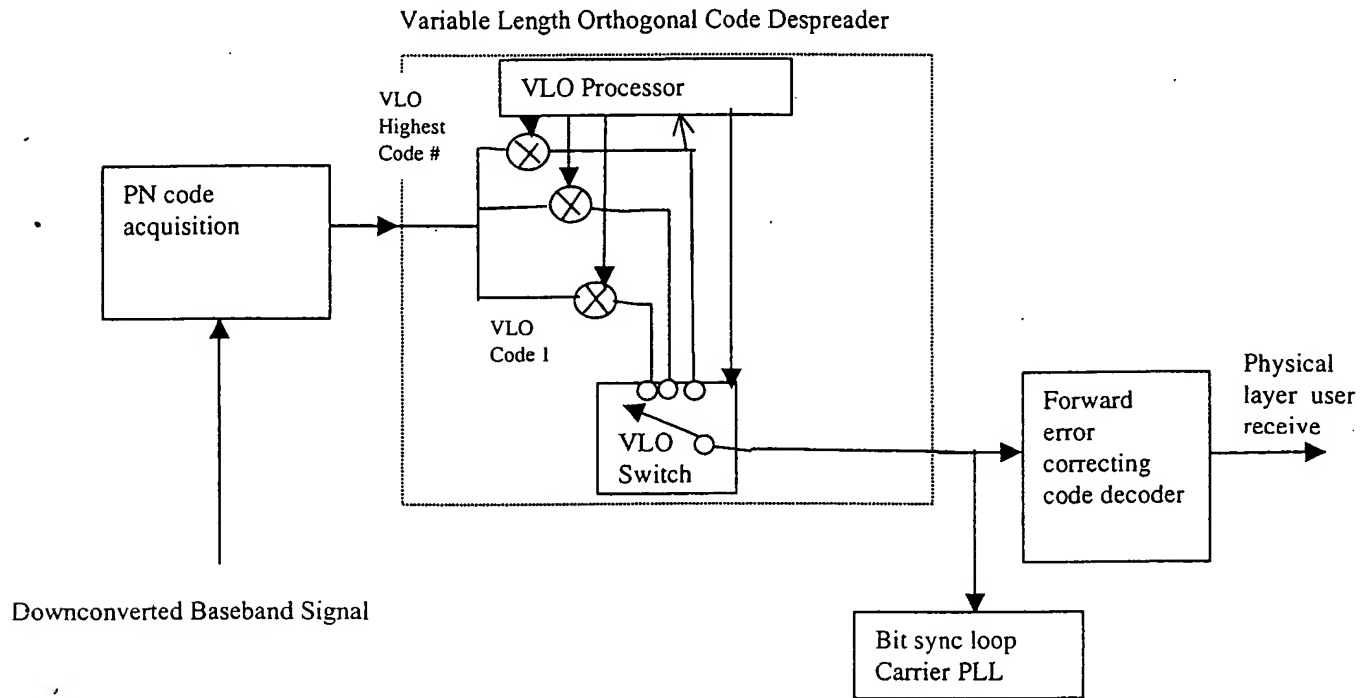 Variable Length Orthogonal Code Despreader
VLO Processor
VLO
Highest
Code #
PN code
acquisition
VLO
Code 1
VLO
Switch
Forward
error
correcting
code decoder
Physical
layer user
receive
Downconverted Baseband Signal
Bit sync loop
Carrier PLL